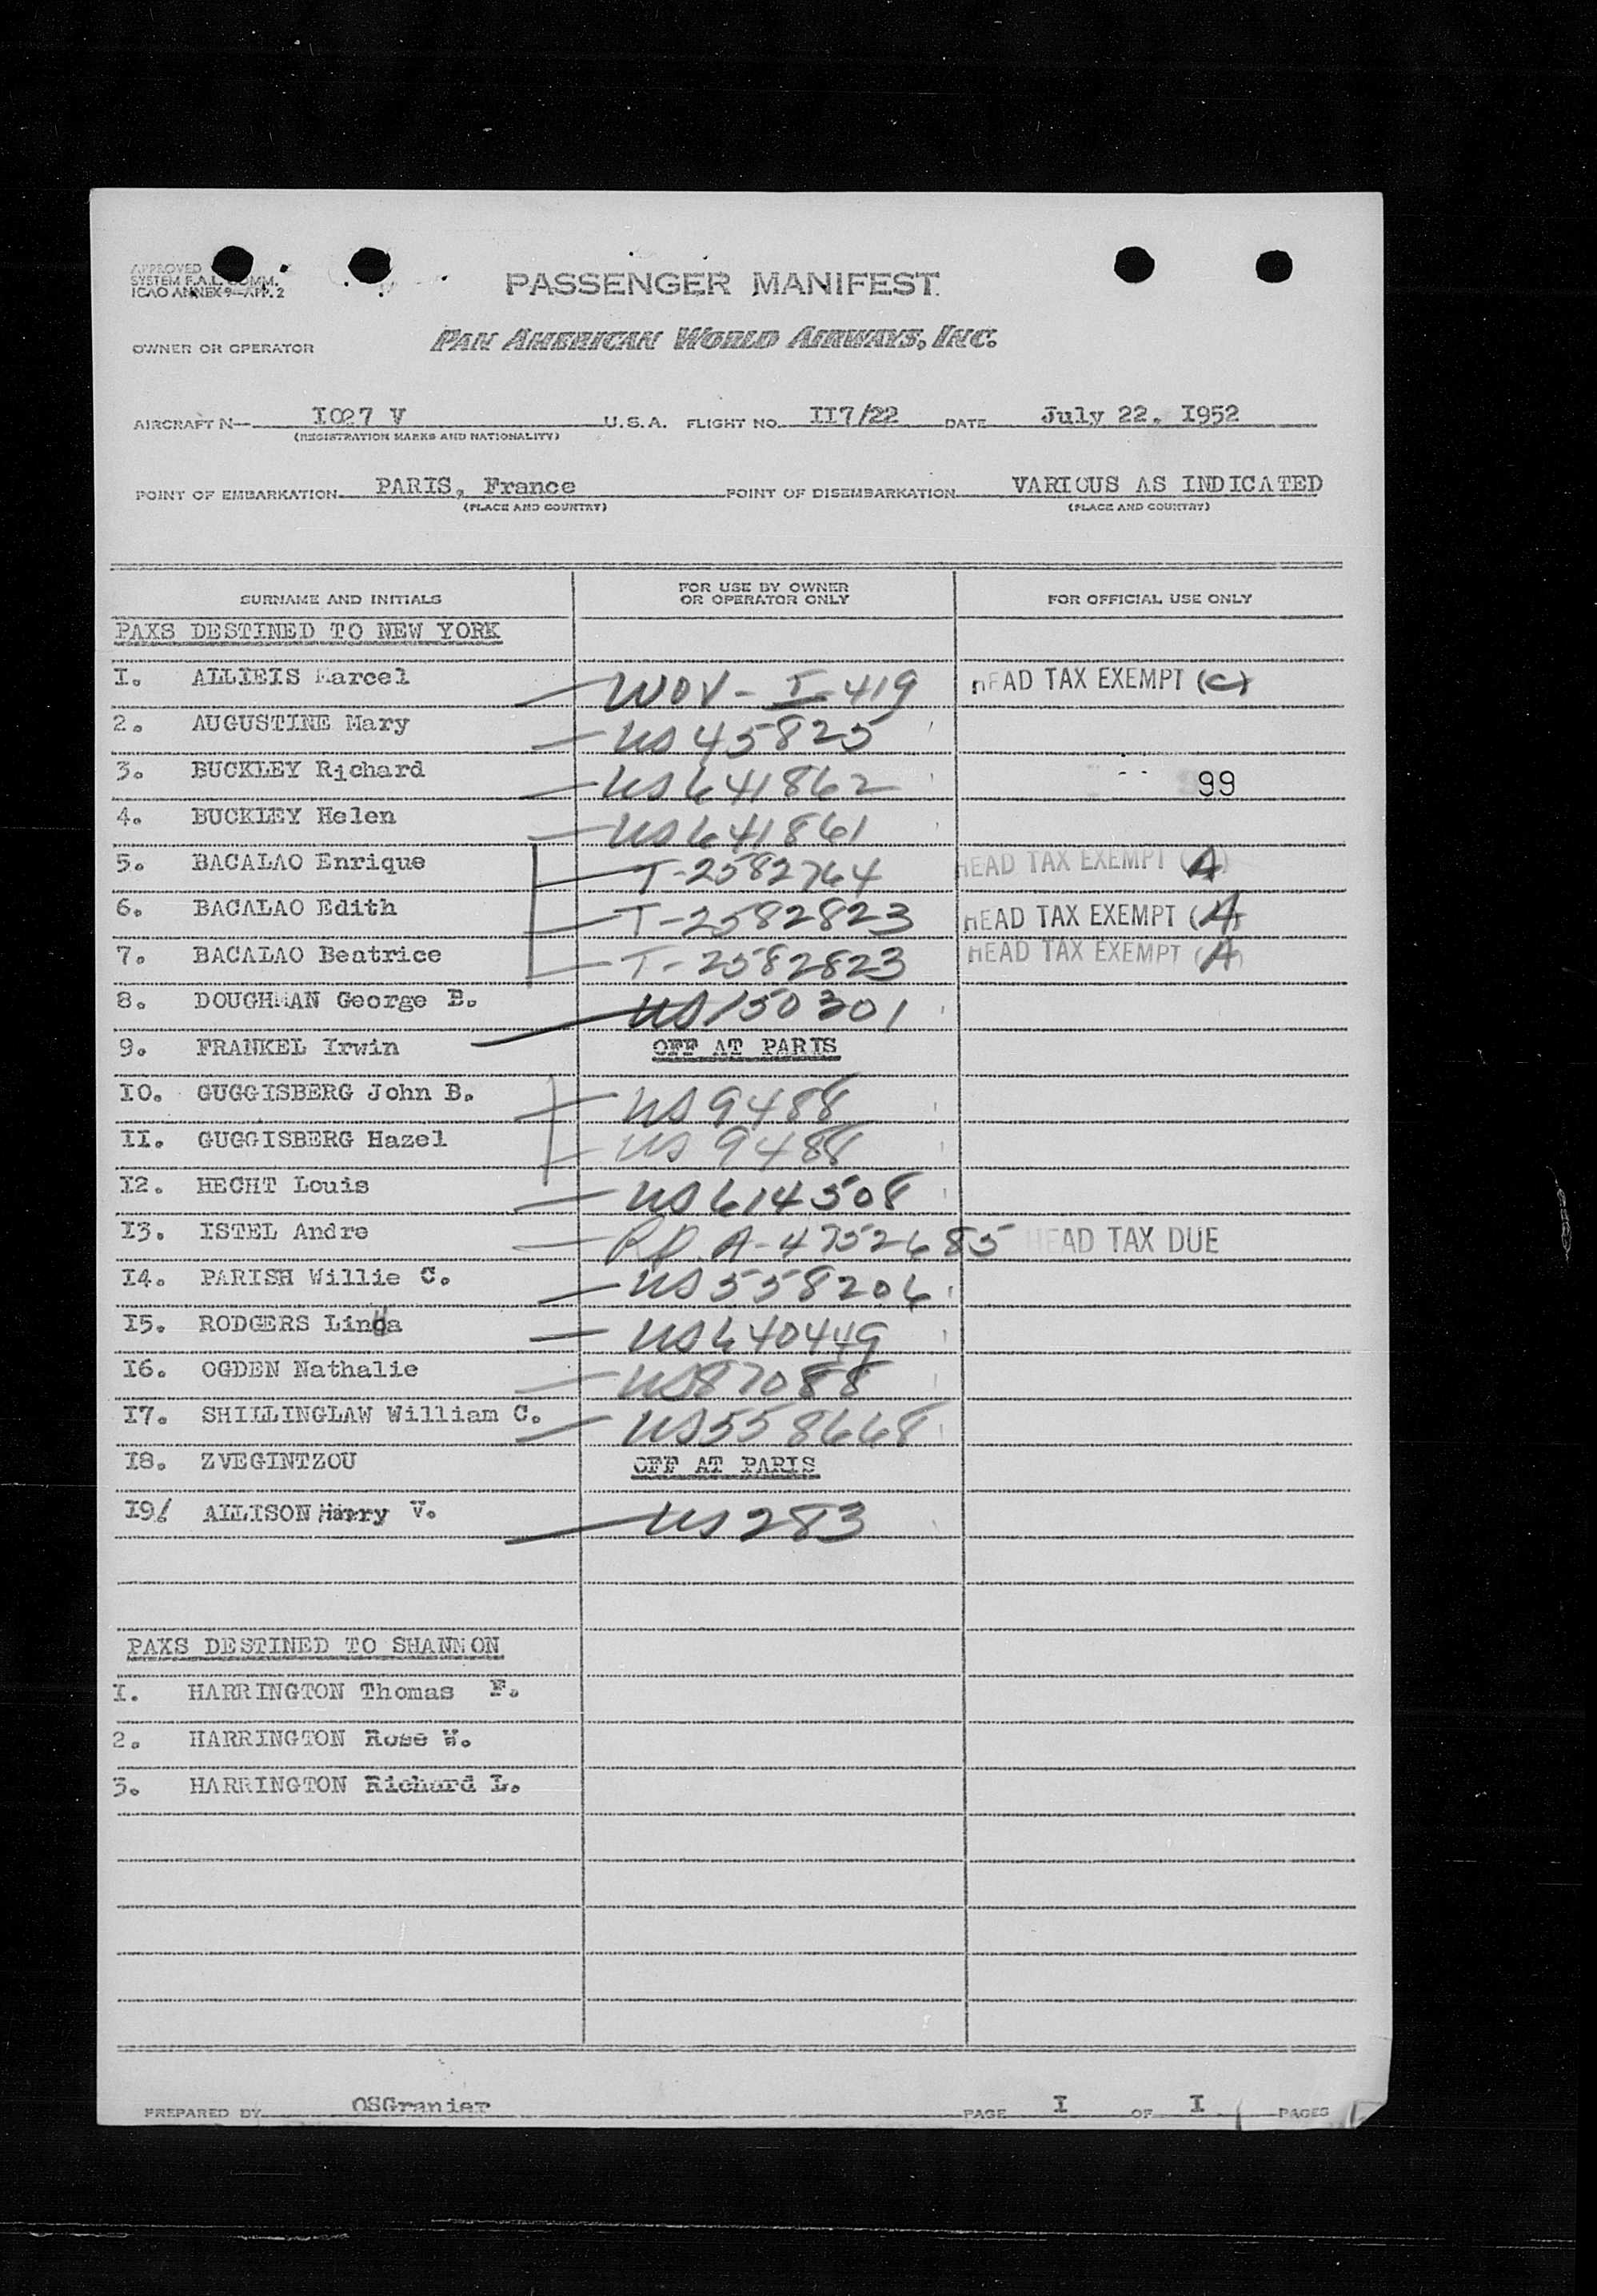 APPROVED
SYSTEM F.A.L. COMM.
ICAO ANNEX 9—APP. 2
PASSENGER MANIFEST
OWNER OR OPERATOR PAN AMERICAN WORLD AIRWAYS, INC.
AIRCRAFT N— I027 V U.S.A. FLIGHT NO. II7/22 DATE July 22, I952
(REGISTRATION MARKS AND NATIONALITY)
POINT OF EMBARKATION PARIS, France POINT OF DISEMBARKATION VARIOUS AS INDICATED
(PLACE AND COUNTRY) (PLACE AND COUNTRY)
SURNAME AND INITIALS FOR USE BY OWNER OR OPERATOR ONLY FOR OFFICIAL USE ONLY
PAXS DESTINED TO NEW YORK
I. ALLIEIS Marcel WOV - I-419 HEAD TAX EXEMPT (C)
2. AUGUSTINE Mary US 45825
3. BUCKLEY Richard US 641862 99
4. BUCKLEY Helen US 641861
5. BACALAO Enrique T-2582764 HEAD TAX EXEMPT (A)
6. BACALAO Edith T-2582823 HEAD TAX EXEMPT (A)
7. BACALAO Beatrice T-2582823 HEAD TAX EXEMPT (A)
8. DOUGHMAN George B. US 150301
9. FRANKEL Irwin OFF AT PARIS
I0. GUGGISBERG John B. US 9488
II. GUGGISBERG Hazel US 9488
I2. HECHT Louis US 614508
I3. ISTEL Andre RP A-4752685 HEAD TAX DUE
I4. PARISH Willie C. US 558206
I5. RODGERS Linda US 640449
I6. OGDEN Nathalie US 87088
I7. SHILLINGLAW William C. US 558668
I8. ZVEGINTZOU OFF AT PARIS
I9/ ALLISON Harry V. US 283
PAXS DESTINED TO SHANNON
I. HARRINGTON Thomas F.
2. HARRINGTON Rose W.
3. HARRINGTON Richard L.
PREPARED BY OSGranier PAGE I OF I PAGES